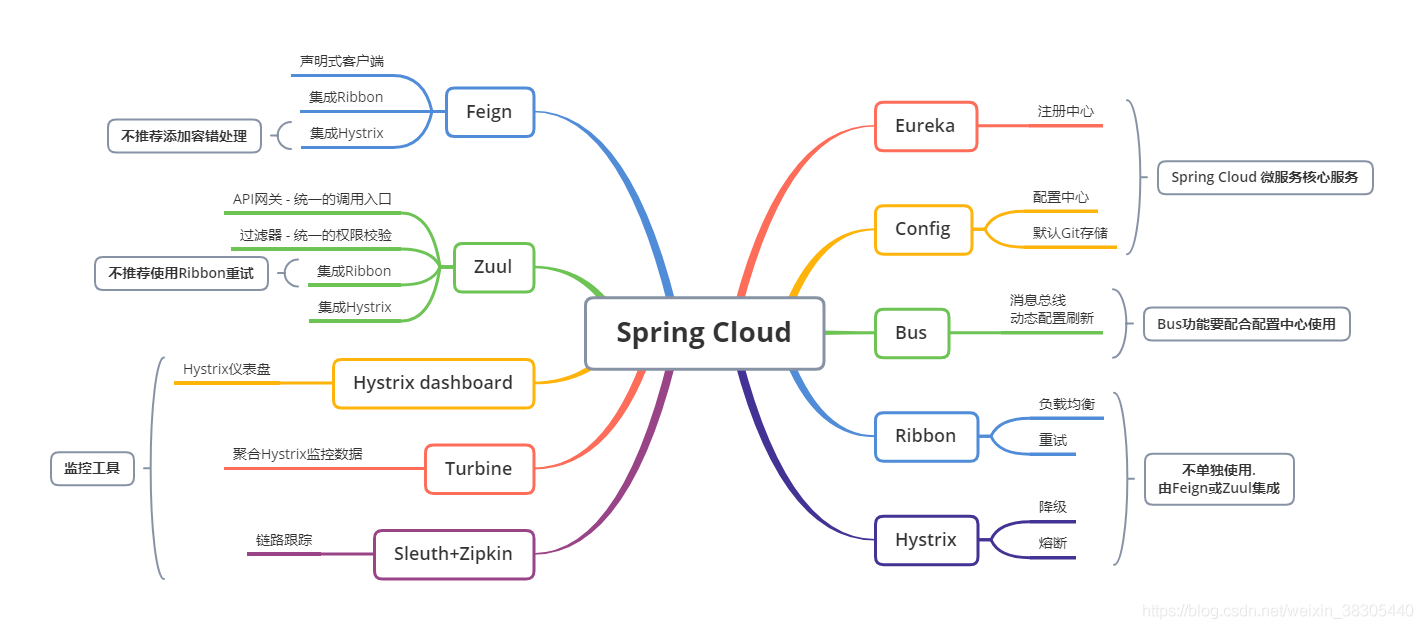 Spring Cloud
Feign
声明式客户端
集成Ribbon
集成Hystrix
不推荐添加容错处理
Zuul
API网关 - 统一的调用入口
过滤器 - 统一的权限校验
集成Ribbon
不推荐使用Ribbon重试
集成Hystrix
Hystrix dashboard
Hystrix仪表盘
Turbine
聚合Hystrix监控数据
Sleuth+Zipkin
链路跟踪
监控工具
Eureka
注册中心
Config
配置中心
默认Git存储
Spring Cloud 微服务核心服务
Bus
消息总线
动态配置刷新
Bus功能要配合配置中心使用
Ribbon
负载均衡
重试
Hystrix
降级
熔断
不单独使用.
由Feign或Zuul集成
https://blog.csdn.net/weixin_38305440